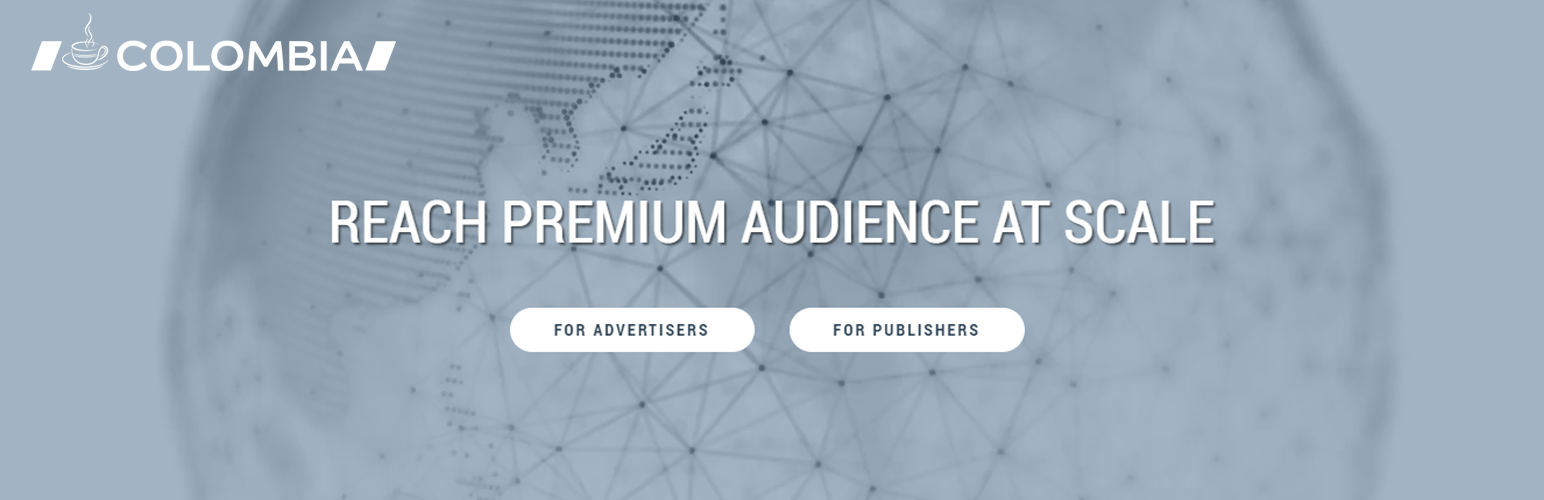 COLOMBIA
REACH PREMIUM AUDIENCE AT SCALE
FOR ADVERTISERS
FOR PUBLISHERS